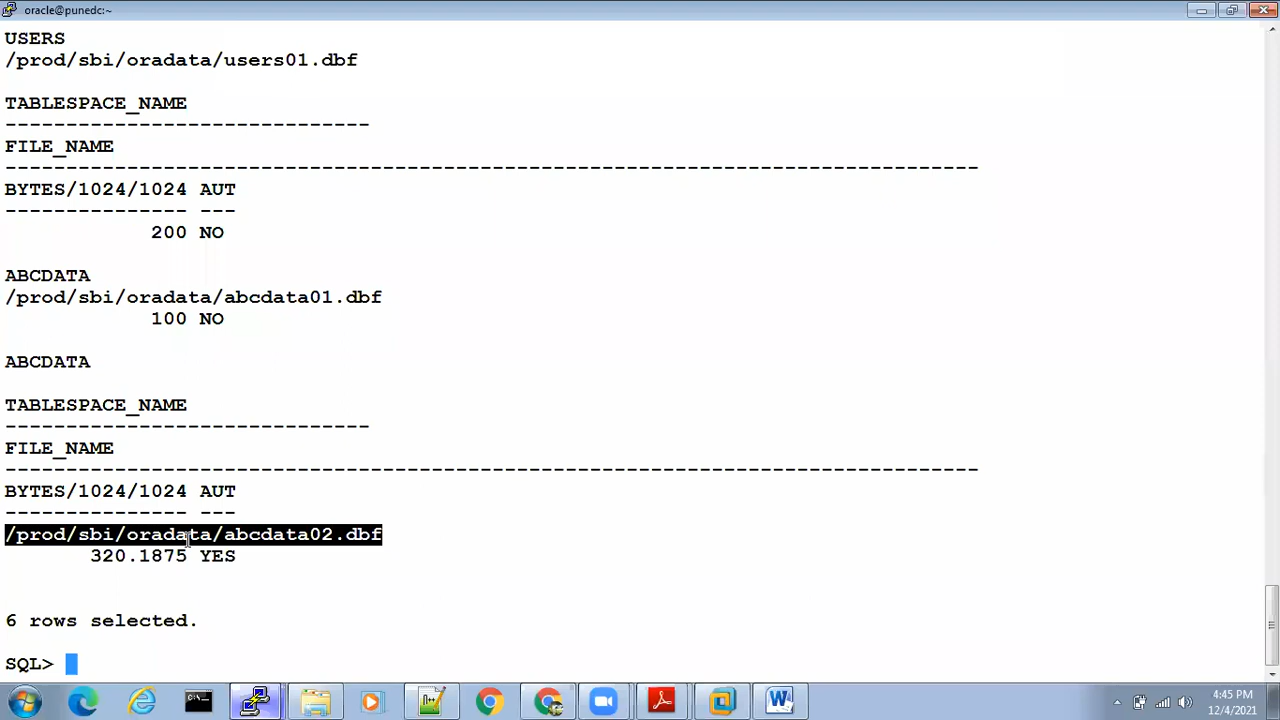 oracle@punedc:~
USERS
/prod/sbi/oradata/users01.dbf
TABLESPACE_NAME
------------------------------
FILE_NAME
--------------------------------------------------------------------------------
BYTES/1024/1024 AUT
--------------- ---
200 NO
ABCDATA
/prod/sbi/oradata/abcdata01.dbf
100 NO
ABCDATA
TABLESPACE_NAME
------------------------------
FILE_NAME
--------------------------------------------------------------------------------
BYTES/1024/1024 AUT
--------------- ---
/prod/sbi/oradata/abcdata02.dbf
320.1875 YES
6 rows selected.
SQL>
4:45 PM
12/4/2021